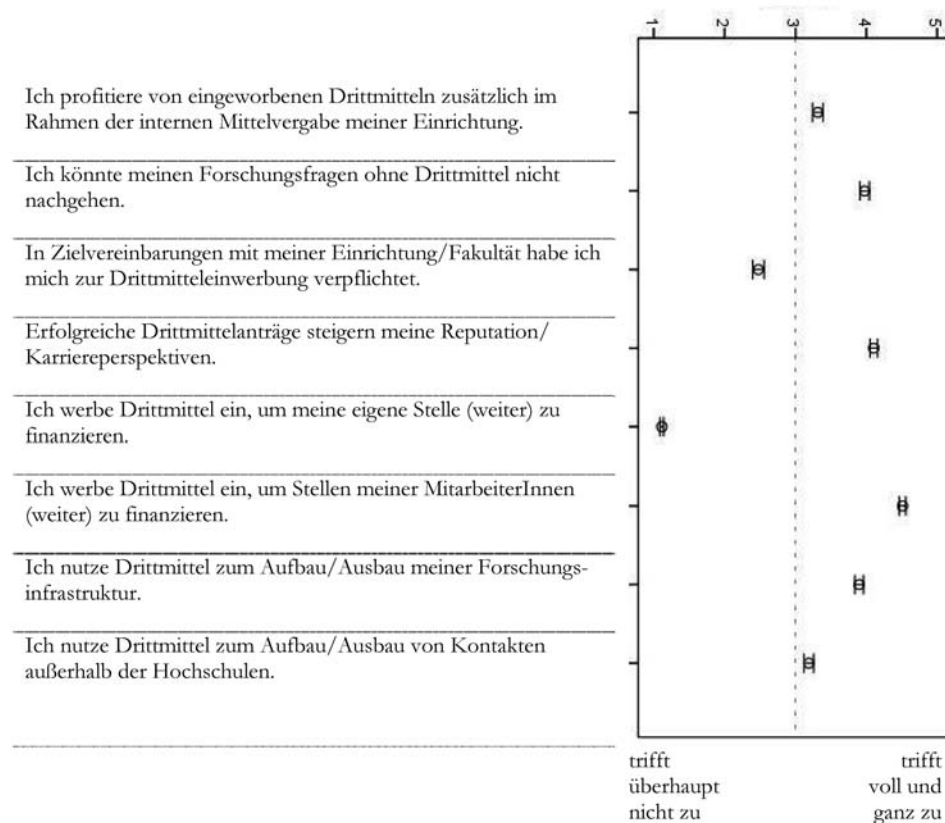 1 2 3 4 5
Ich profitiere von eingeworbenen Drittmitteln zusätzlich im
Rahmen der internen Mittelvergabe meiner Einrichtung.
Ich könnte meinen Forschungsfragen ohne Drittmittel nicht
nachgehen.
In Zielvereinbarungen mit meiner Einrichtung/Fakultät habe ich
mich zur Drittmitteleinwerbung verpflichtet.
Erfolgreiche Drittmittelanträge steigern meine Reputation/
Karriereperspektiven.
Ich werbe Drittmittel ein, um meine eigene Stelle (weiter) zu
finanzieren.
Ich werbe Drittmittel ein, um Stellen meiner MitarbeiterInnen
(weiter) zu finanzieren.
Ich nutze Drittmittel zum Aufbau/Ausbau meiner Forschungs-
infrastruktur.
Ich nutze Drittmittel zum Aufbau/Ausbau von Kontakten
außerhalb der Hochschulen.
trifft
überhaupt
nicht zu
trifft
voll und
ganz zu